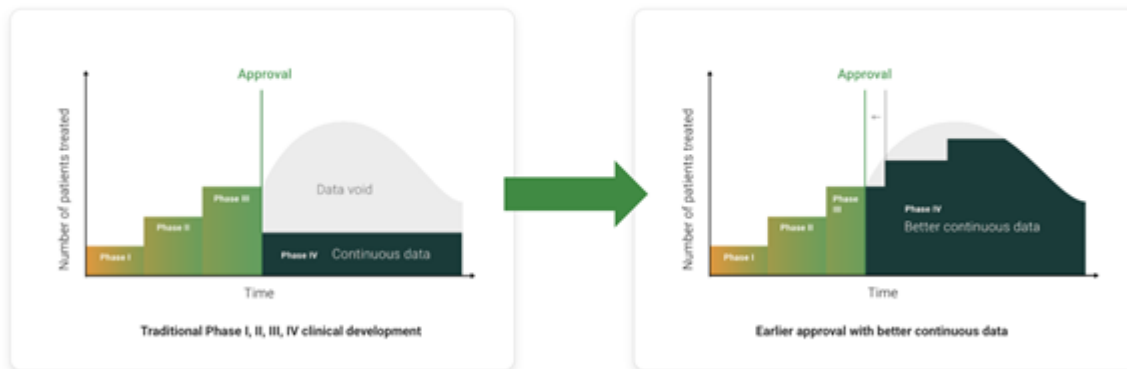 Approval
Number of patients treated
Phase I
Phase II
Phase III
Data void
Phase IV Continuous data
Time
Traditional Phase I, II, III, IV clinical development
Approval
Number of patients treated
Phase I
Phase II
Phase
III
Phase IV
Better continuous data
Time
Earlier approval with better continuous data